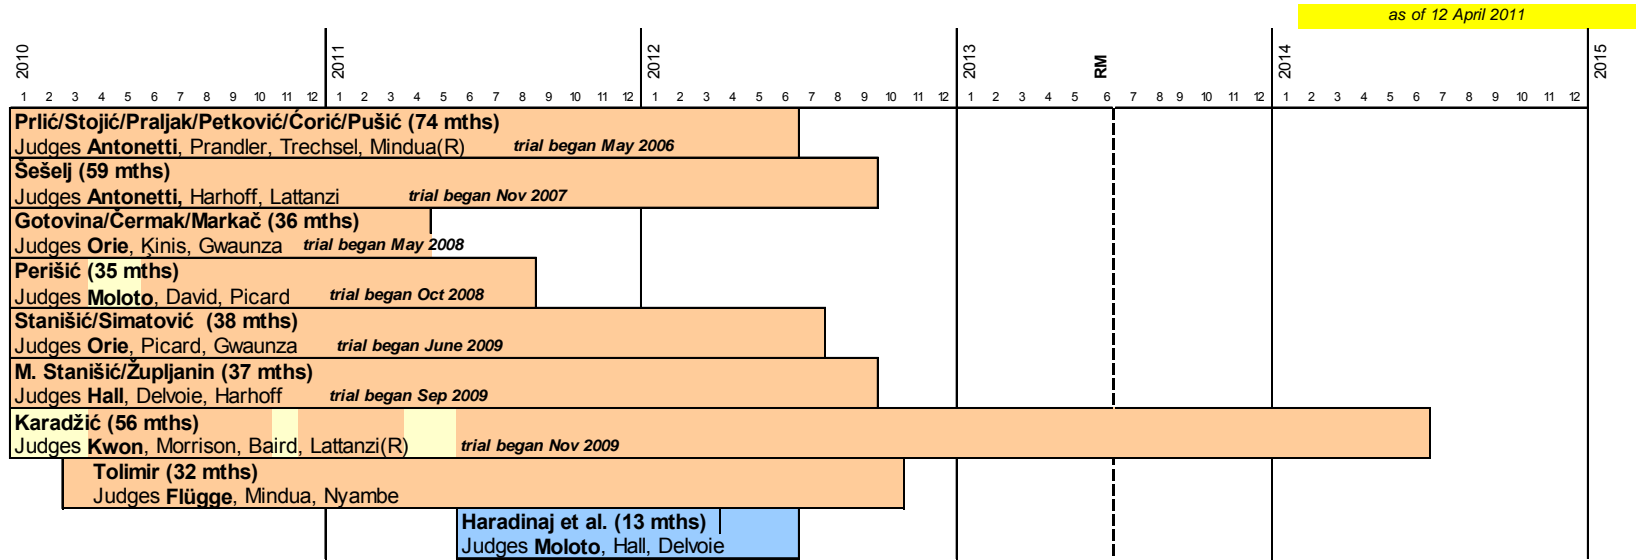 as of 12 April 2011
2010 2011 2012 2013 RM 2014 2015
1 2 3 4 5 6 7 8 9 10 11 12 1 2 3 4 5 6 7 8 9 10 11 12 1 2 3 4 5 6 7 8 9 10 11 12 1 2 3 4 5 6 7 8 9 10 11 12 1 2 3 4 5 6 7 8 9 10 11 12
Prlić/Stojić/Praljak/Petković/Ćorić/Pušić (74 mths)
Judges Antonetti, Prandler, Trechsel, Mindua(R) trial began May 2006
Šešelj (59 mths)
Judges Antonetti, Harhoff, Lattanzi trial began Nov 2007
Gotovina/Čermak/Markač (36 mths)
Judges Orie, Ķinis, Gwaunza trial began May 2008
Perišić (35 mths)
Judges Moloto, David, Picard trial began Oct 2008
Stanišić/Simatović (38 mths)
Judges Orie, Picard, Gwaunza trial began June 2009
M. Stanišić/Župljanin (37 mths)
Judges Hall, Delvoie, Harhoff trial began Sep 2009
Karadžić (56 mths)
Judges Kwon, Morrison, Baird, Lattanzi(R) trial began Nov 2009
Tolimir (32 mths)
Judges Flügge, Mindua, Nyambe
Haradinaj et al. (13 mths)
Judges Moloto, Hall, Delvoie